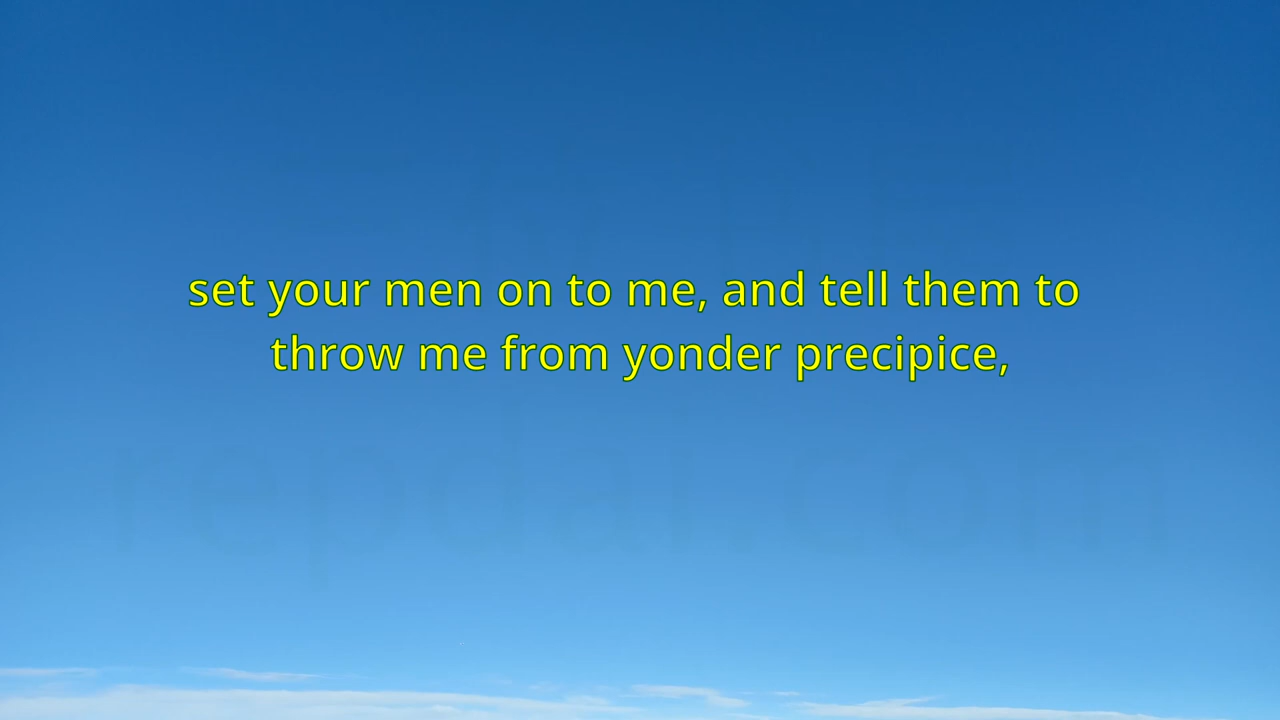 set your men on to me, and tell them to
throw me from yonder precipice,